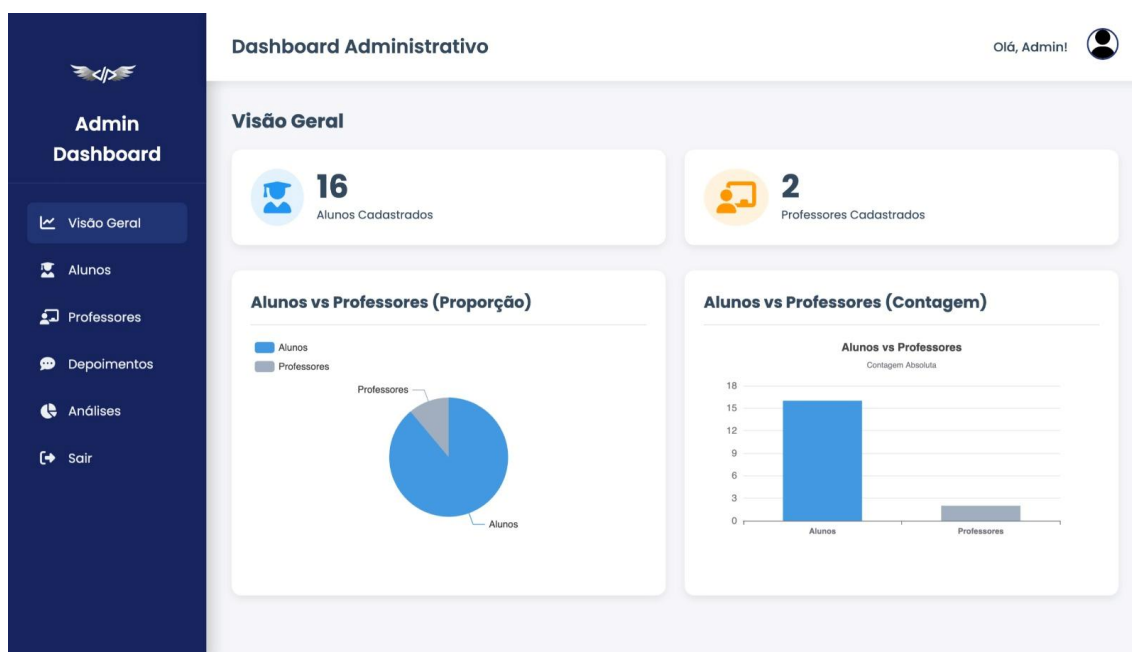 </>
Admin
Dashboard
Visão Geral
Alunos
Professores
Depoimentos
Análises
Sair
Dashboard Administrativo
Olá, Admin!
Visão Geral
16
Alunos Cadastrados
2
Professores Cadastrados
Alunos vs Professores (Proporção)
Alunos
Professores
Professores
Alunos
Alunos vs Professores (Contagem)
Alunos vs Professores
Contagem Absoluta
18
15
12
9
6
3
0
Alunos
Professores